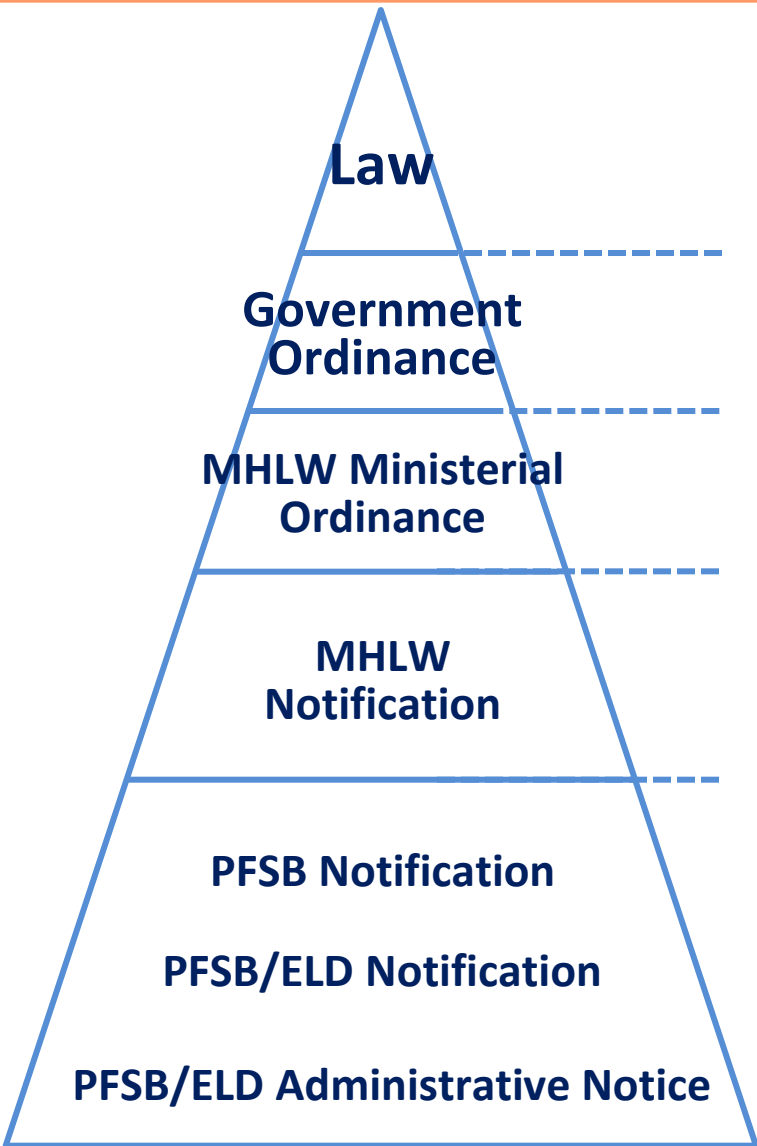 Law
Government
Ordinance
MHLW Ministerial
Ordinance
MHLW
Notification
PFSB Notification
PFSB/ELD Notification
PFSB/ELD Administrative Notice